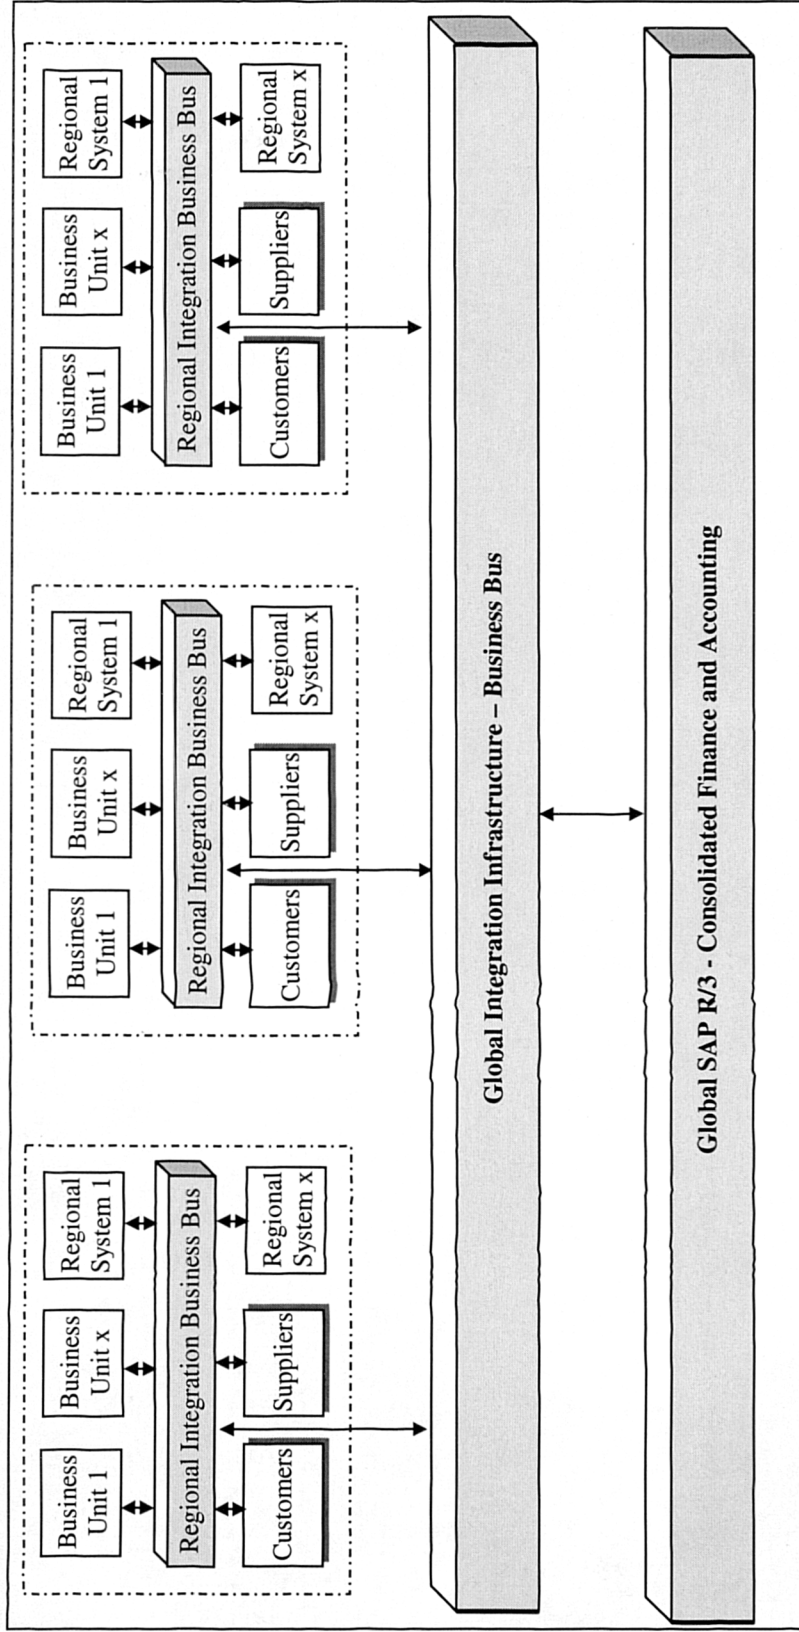 Business
Unit 1
Business
Unit x
Regional
System 1
Regional Integration Business Bus
Customers
Suppliers
Regional
System x
Business
Unit 1
Business
Unit x
Regional
System 1
Regional Integration Business Bus
Customers
Suppliers
Regional
System x
Business
Unit 1
Business
Unit x
Regional
System 1
Regional Integration Business Bus
Customers
Suppliers
Regional
System x
Global Integration Infrastructure – Business Bus
Global SAP R/3 - Consolidated Finance and Accounting